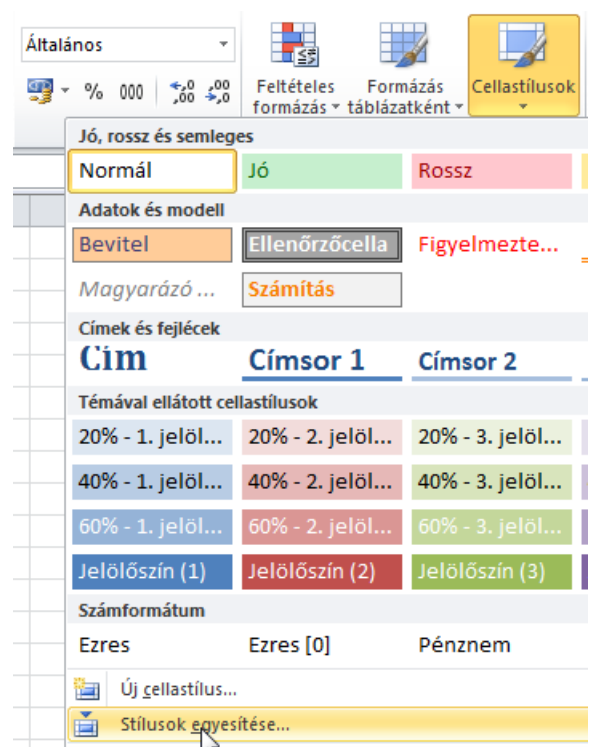 Általános
% 000 ,00 ,0
Feltételes formázás
Formázás táblázatként
Cellastílusok
Jó, rossz és semleges
Normál Jó Rossz
Adatok és modell
Bevitel Ellenőrzőcella Figyelmezte...
Magyarázó ... Számítás
Címek és fejlécek
Cím Címsor 1 Címsor 2
Témával ellátott cellastílusok
20% - 1. jelöl... 20% - 2. jelöl... 20% - 3. jelöl...
40% - 1. jelöl... 40% - 2. jelöl... 40% - 3. jelöl...
60% - 1. jelöl... 60% - 2. jelöl... 60% - 3. jelöl...
Jelölőszín (1) Jelölőszín (2) Jelölőszín (3)
Számformátum
Ezres Ezres [0] Pénznem
Új cellastílus...
Stílusok egyesítése...